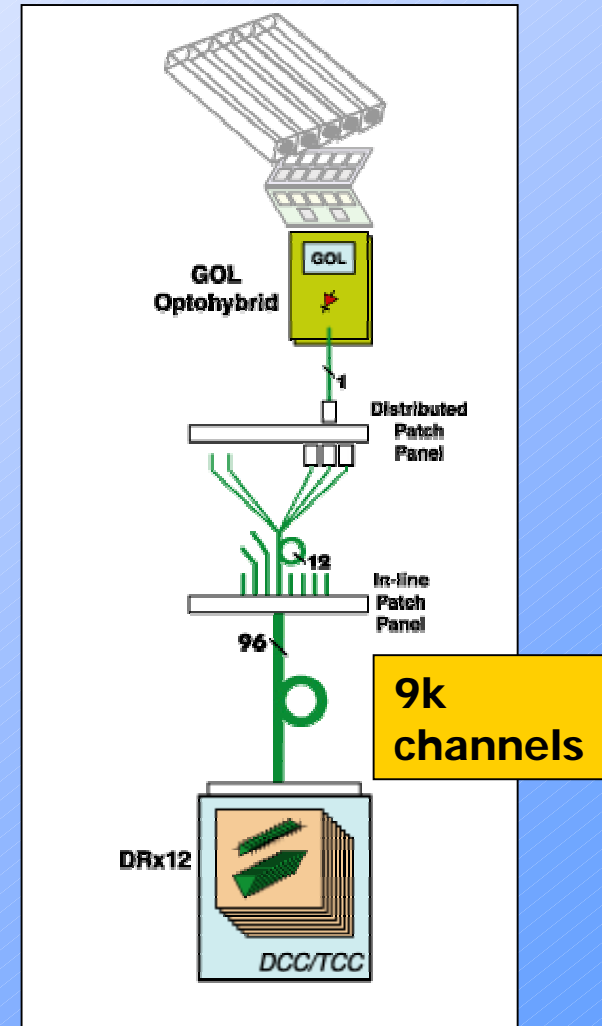 GOL
GOL
Optohybrid
1
Distributed
Patch
Panel
12
In-line
Patch
Panel
96
9k
channels
DRx12
DCC/TCC